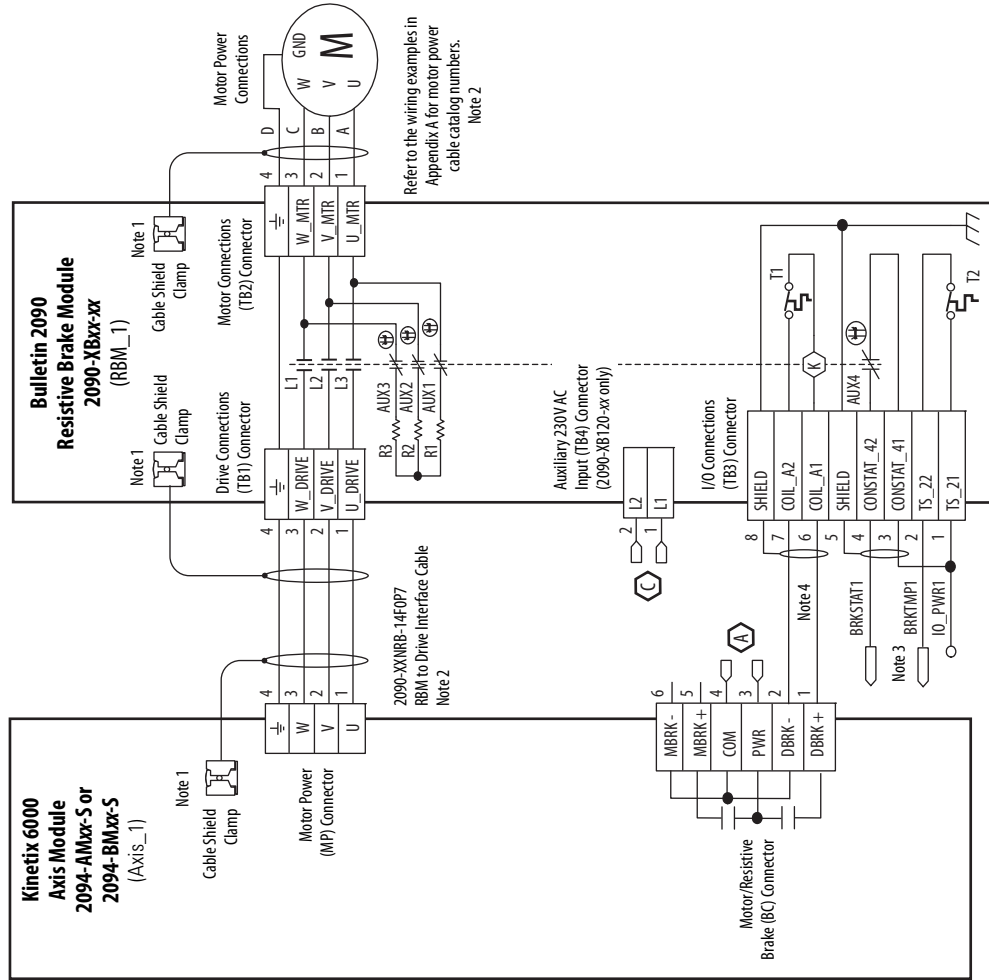 Kinetix 6000
Axis Module
2094-AMxx-S or
2094-BMxx-S
(Axis_1)
Note 1
Cable Shield
Clamp
Motor Power
(MP) Connector
W
V
U
4
3
2
1
2090-XXNRB-14F0P7
RBM to Drive Interface Cable
Note 2
Motor/Resistive
Brake (BC) Connector
MBRK -
MBRK +
COM
PWR
DBRK -
DBRK +
6
5
4
3
2
1
A
Bulletin 2090
Resistive Brake Module
2090-XBxx-xx
(RBM_1)
Note 1
Cable Shield
Clamp
Drive Connections
(TB1) Connector
4
3
2
1
W_DRIVE
V_DRIVE
U_DRIVE
L1
L2
L3
R3
R2
R1
AUX3
AUX2
AUX1
Note 1
Cable Shield
Clamp
Motor Connections
(TB2) Connector
W_MTR
V_MTR
U_MTR
4
3
2
1
D
C
B
A
Motor Power
Connections
GND
W
V
U
M
Refer to the wiring examples in
Appendix A for motor power
cable catalog numbers.
Note 2
Auxiliary 230V AC
Input (TB4) Connector
(2090-XB120-xx only)
L2
L1
2
1
C
I/O Connections
(TB3) Connector
SHIELD
COIL_A2
COIL_A1
SHIELD
CONSTAT_42
CONSTAT_41
TS_22
TS_21
8
7
6
5
4
3
2
1
Note 4
BRKSTAT1
Note 3
BRKTMP1
IO_PWR1
K
AUX4
T1
T2